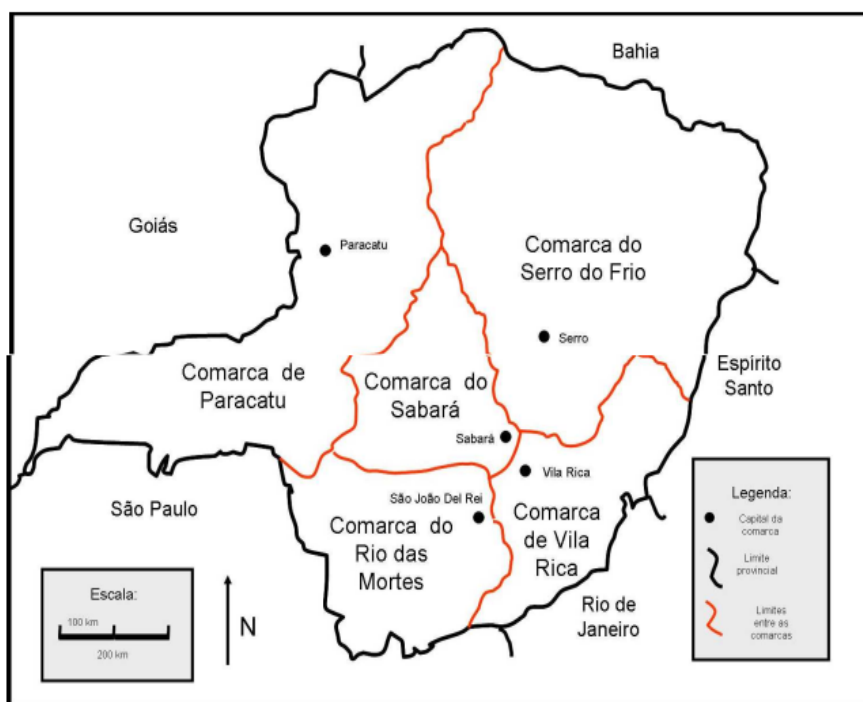 Bahia
Goiás
Paracatu
Comarca do
Serro do Frio
Serro
Comarca de
Paracatu
Comarca do
Sabará
Espírito
Santo
Sabará
Vila Rica
São Paulo
São João Del Rei
Comarca do
Rio das
Mortes
Comarca
de Vila
Rica
Rio de
Janeiro
Escala:
100 km
200 km
N
Legenda:
Capital da
comarca
Limite
provincial
Limites
entre as
comarcas